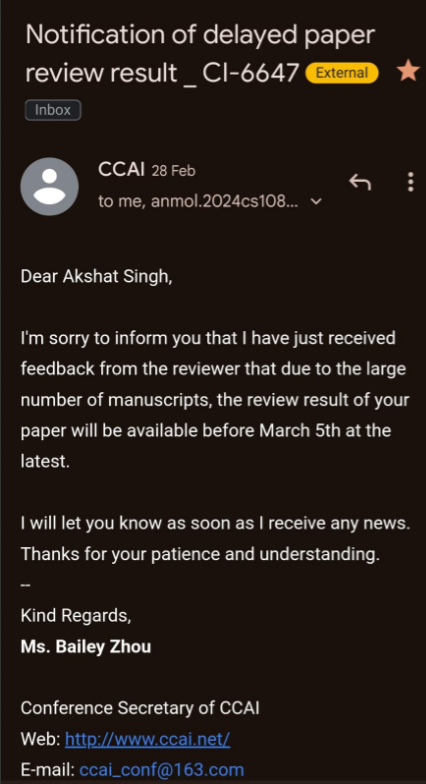 Notification of delayed paper
review result _ CI-6647 External
Inbox
CCAI 28 Feb
to me, anmol.2024cs108...
Dear Akshat Singh,
I'm sorry to inform you that I have just received
feedback from the reviewer that due to the large
number of manuscripts, the review result of your
paper will be available before March 5th at the
latest.
I will let you know as soon as I receive any news.
Thanks for your patience and understanding.
--
Kind Regards,
Ms. Bailey Zhou
Conference Secretary of CCAI
Web: http://www.ccai.net/
E-mail: ccai_conf@163.com